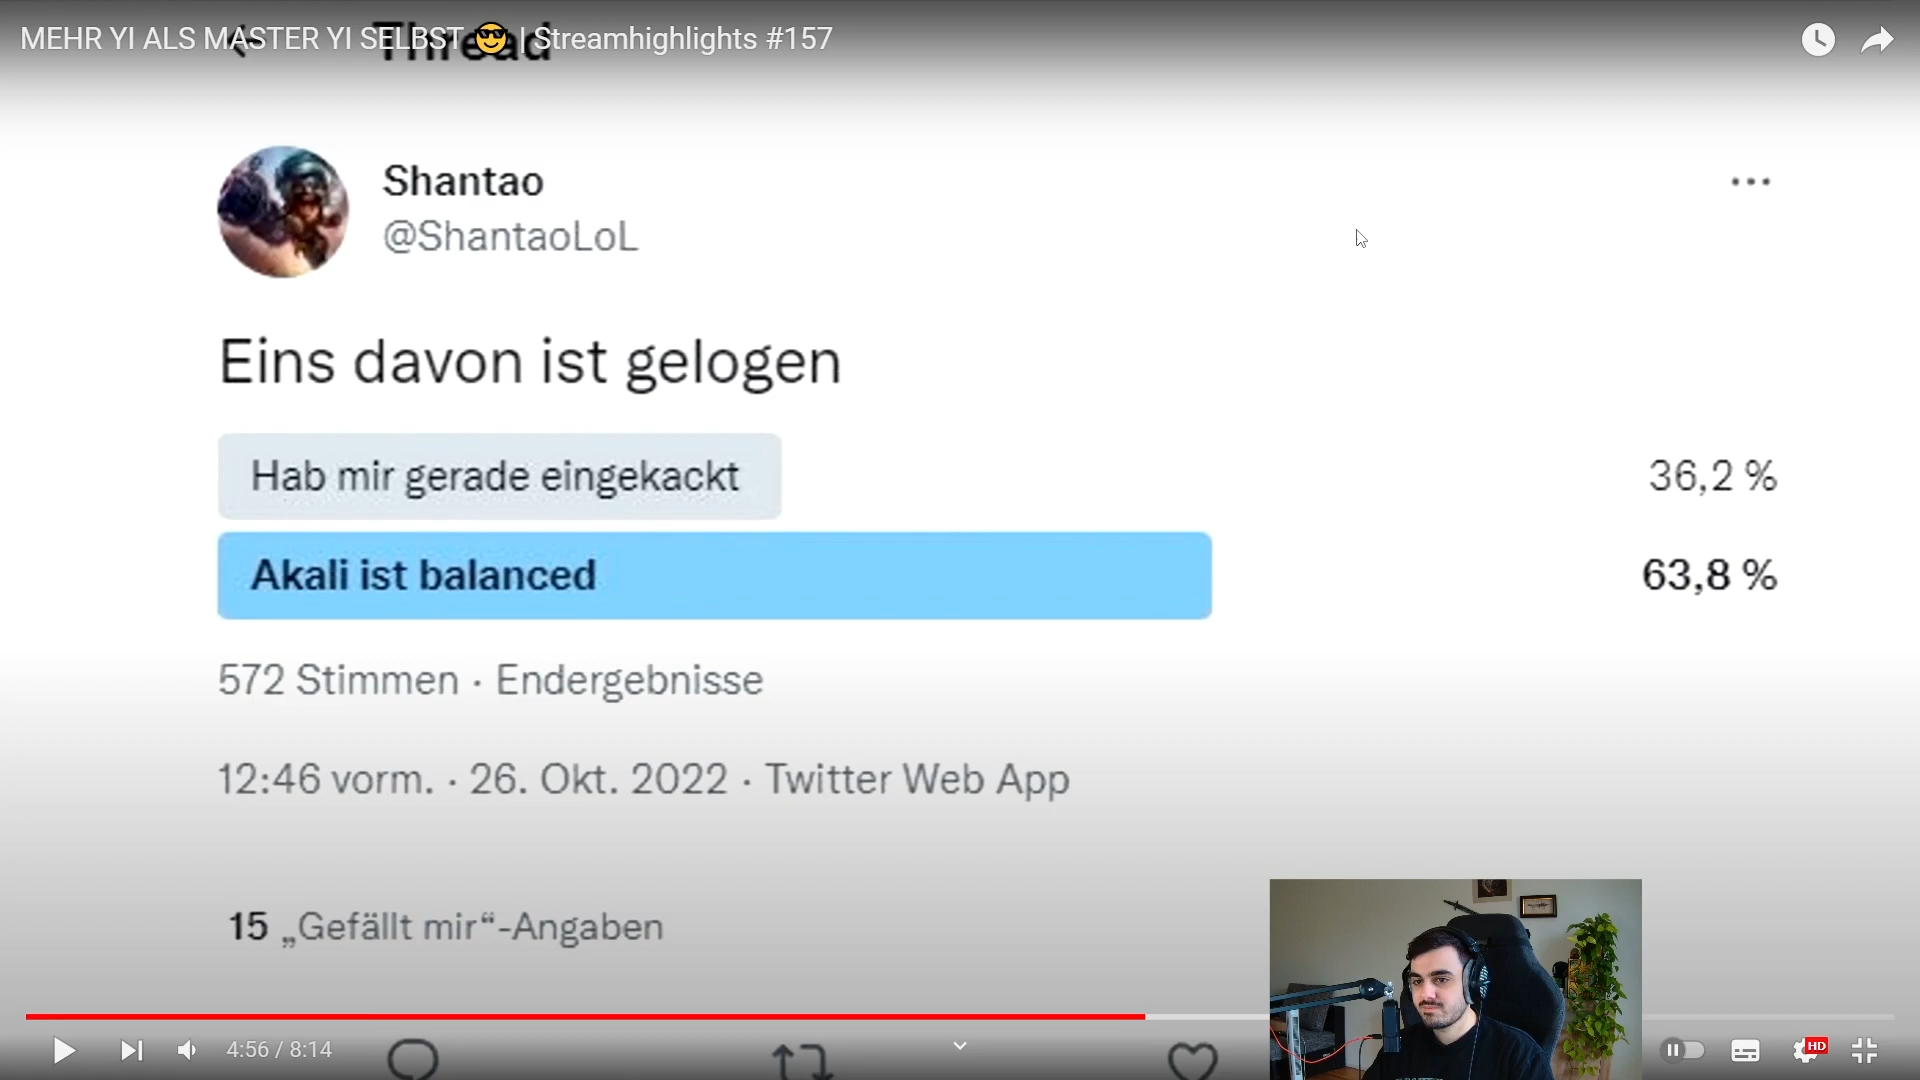 MEHR YI ALS MASTER YI SELBST 😎 | Streamhighlights #157
Thread
Shantao
@ShantaoLoL
Eins davon ist gelogen
Hab mir gerade eingekackt 36,2 %
Akali ist balanced 63,8 %
572 Stimmen · Endergebnisse
12:46 vorm. · 26. Okt. 2022 · Twitter Web App
15 „Gefällt mir“-Angaben
4:56 / 8:14
HD